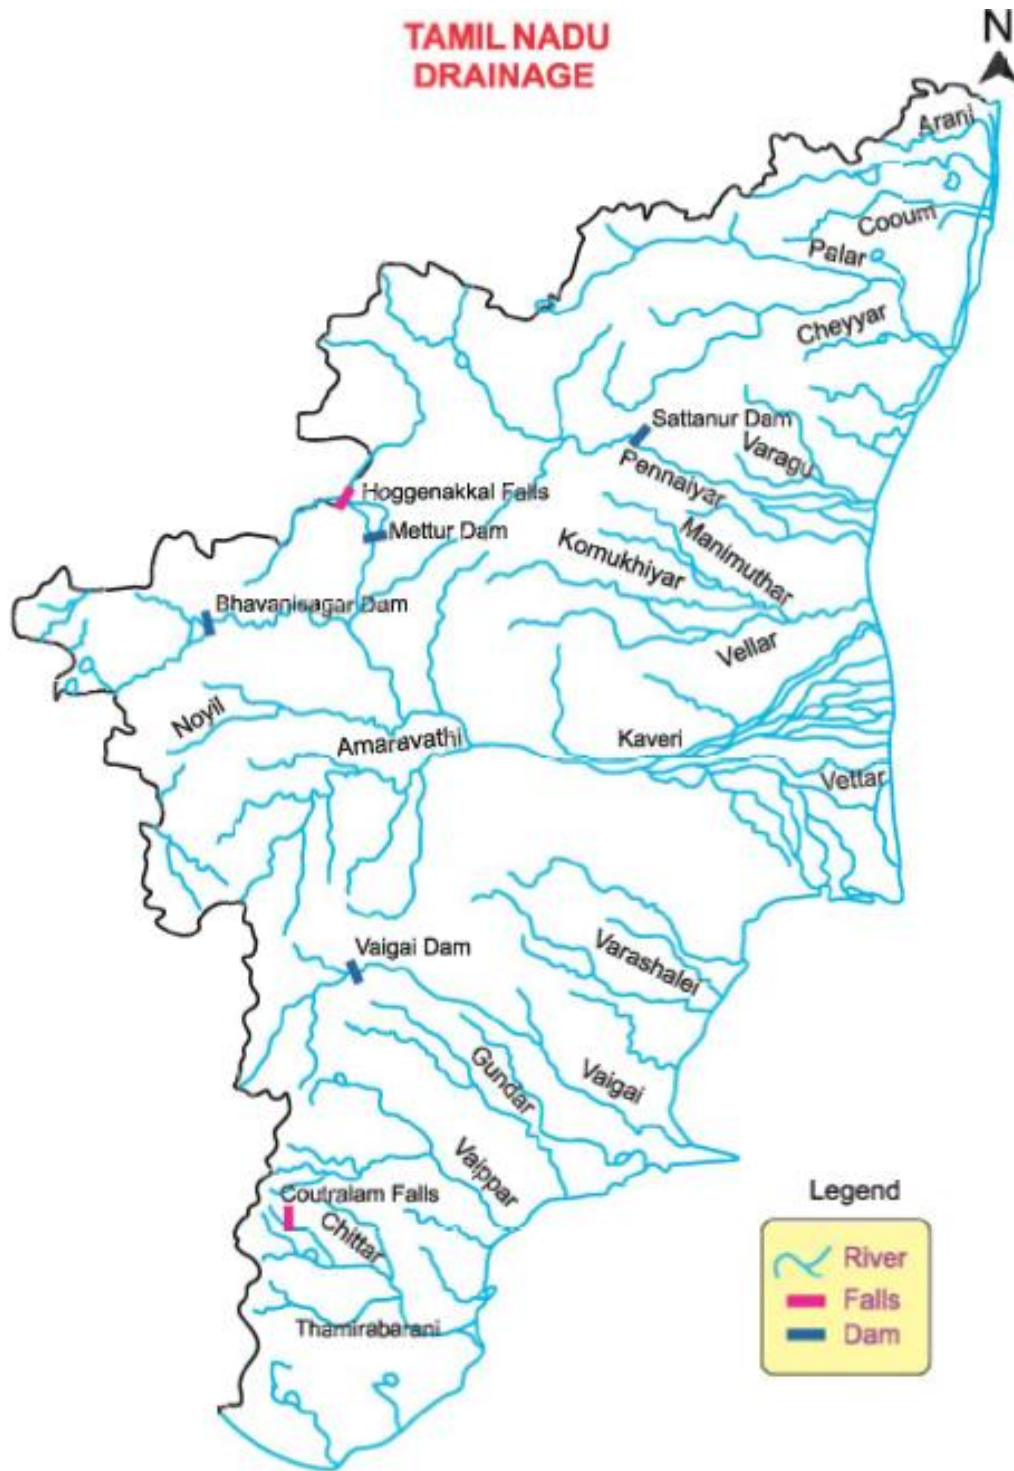 TAMIL NADU
DRAINAGE
N
Arani
Cooum
Palar
Cheyyar
Sattanur Dam
Varagu
Pennaiyar
Hoggenakkal Falls
Mettur Dam
Manimuthar
Komukhiyar
Bhavanisagar Dam
Vellar
Noyil
Amaravathi
Kaveri
Vettar
Vaigai Dam
Varashalei
Gundar
Vaigai
Vaippar
Coutralam Falls
Chittar
Thamirabarani
Legend
River
Falls
Dam